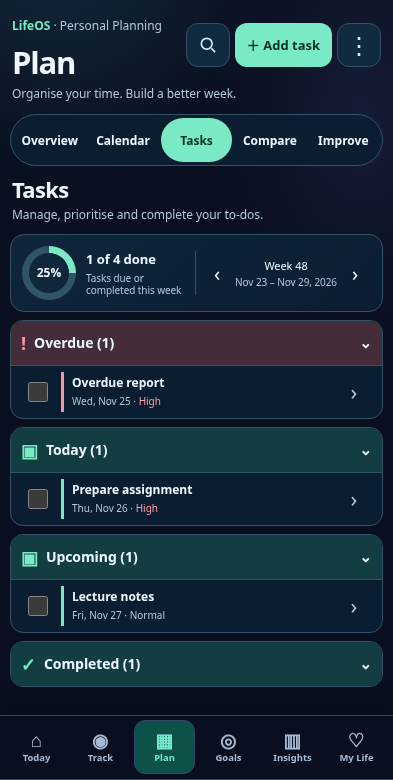 LifeOS · Personal Planning
Plan
Organise your time. Build a better week.
+ Add task
Overview Calendar Tasks Compare Improve
Tasks
Manage, prioritise and complete your to-dos.
25%
1 of 4 done
Tasks due or
completed this week
‹ Week 48 ›
Nov 23 – Nov 29, 2026
! Overdue (1)
Overdue report
Wed, Nov 25 · High
Today (1)
Prepare assignment
Thu, Nov 26 · High
Upcoming (1)
Lecture notes
Fri, Nov 27 · Normal
✓ Completed (1)
Today Track Plan Goals Insights My Life